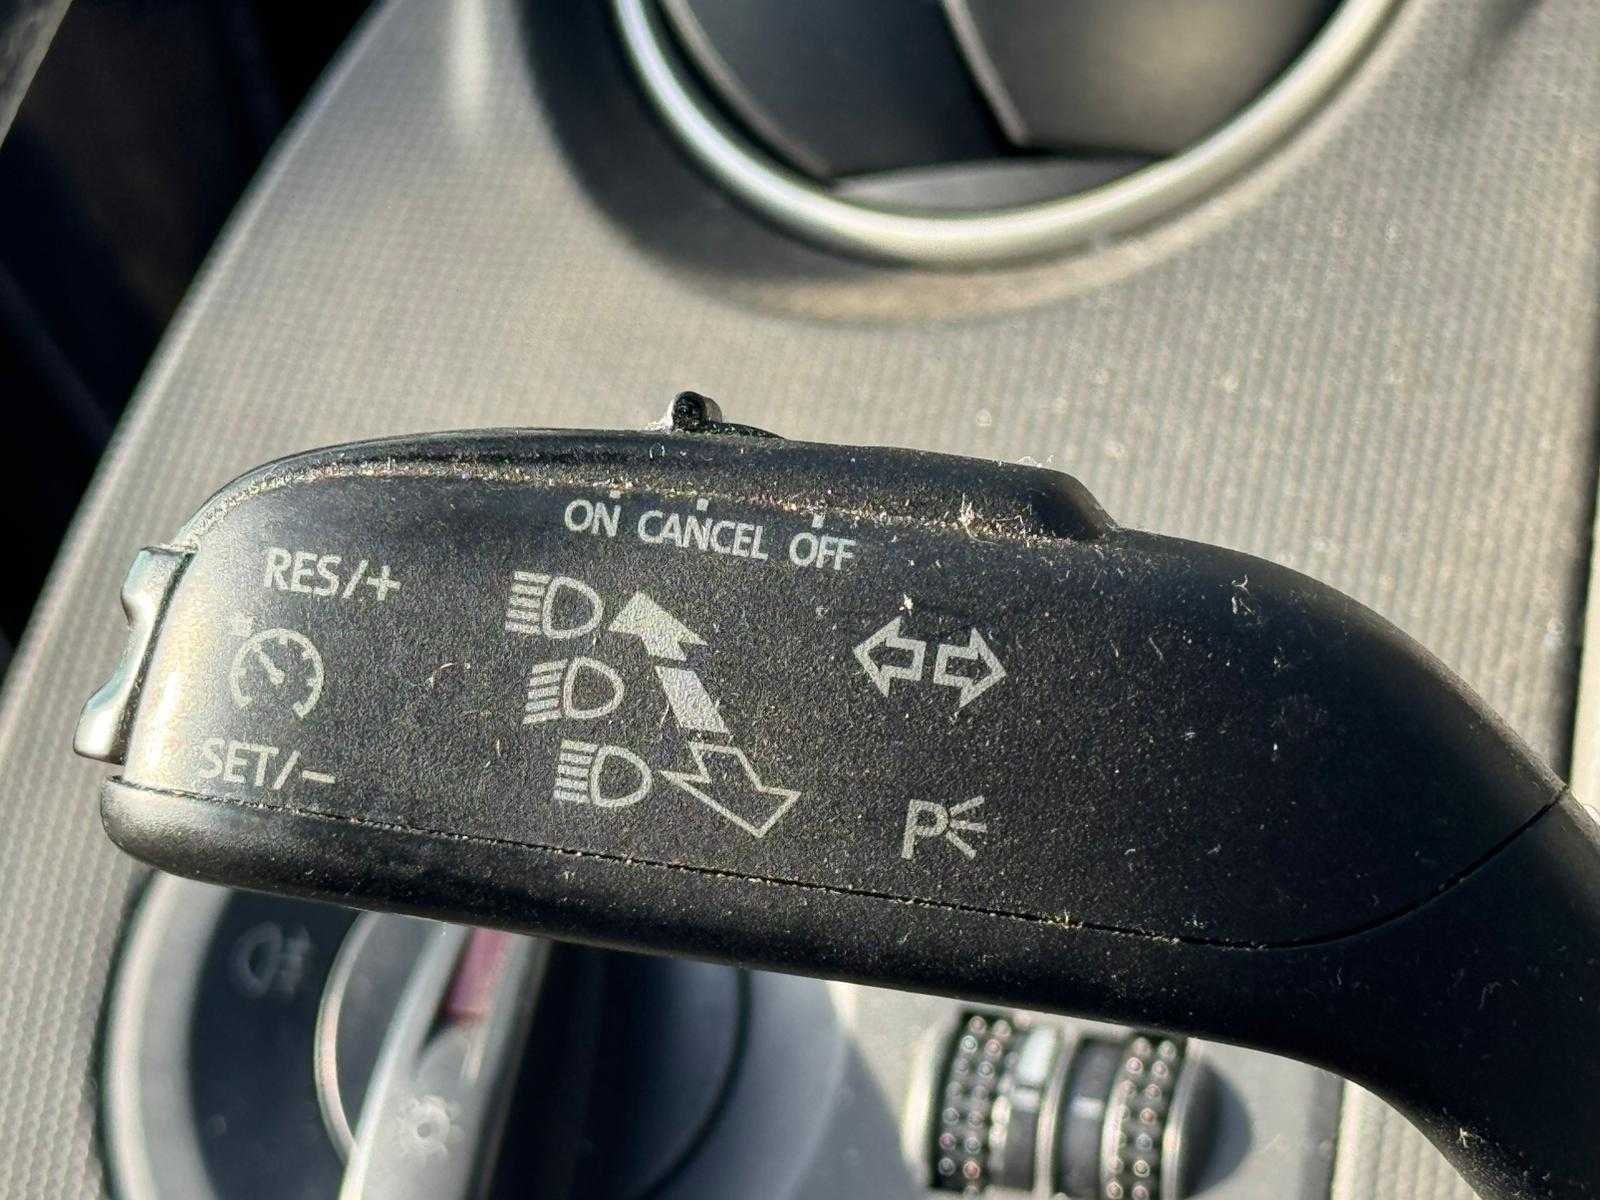 ON CANCEL OFF
RES/+
SET/−
P